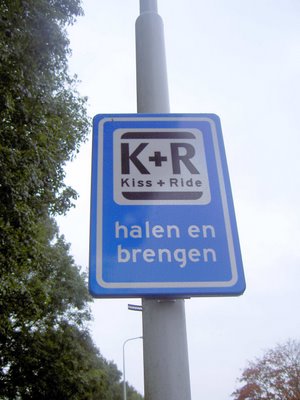 K+R
Kiss + Ride
halen en
brengen